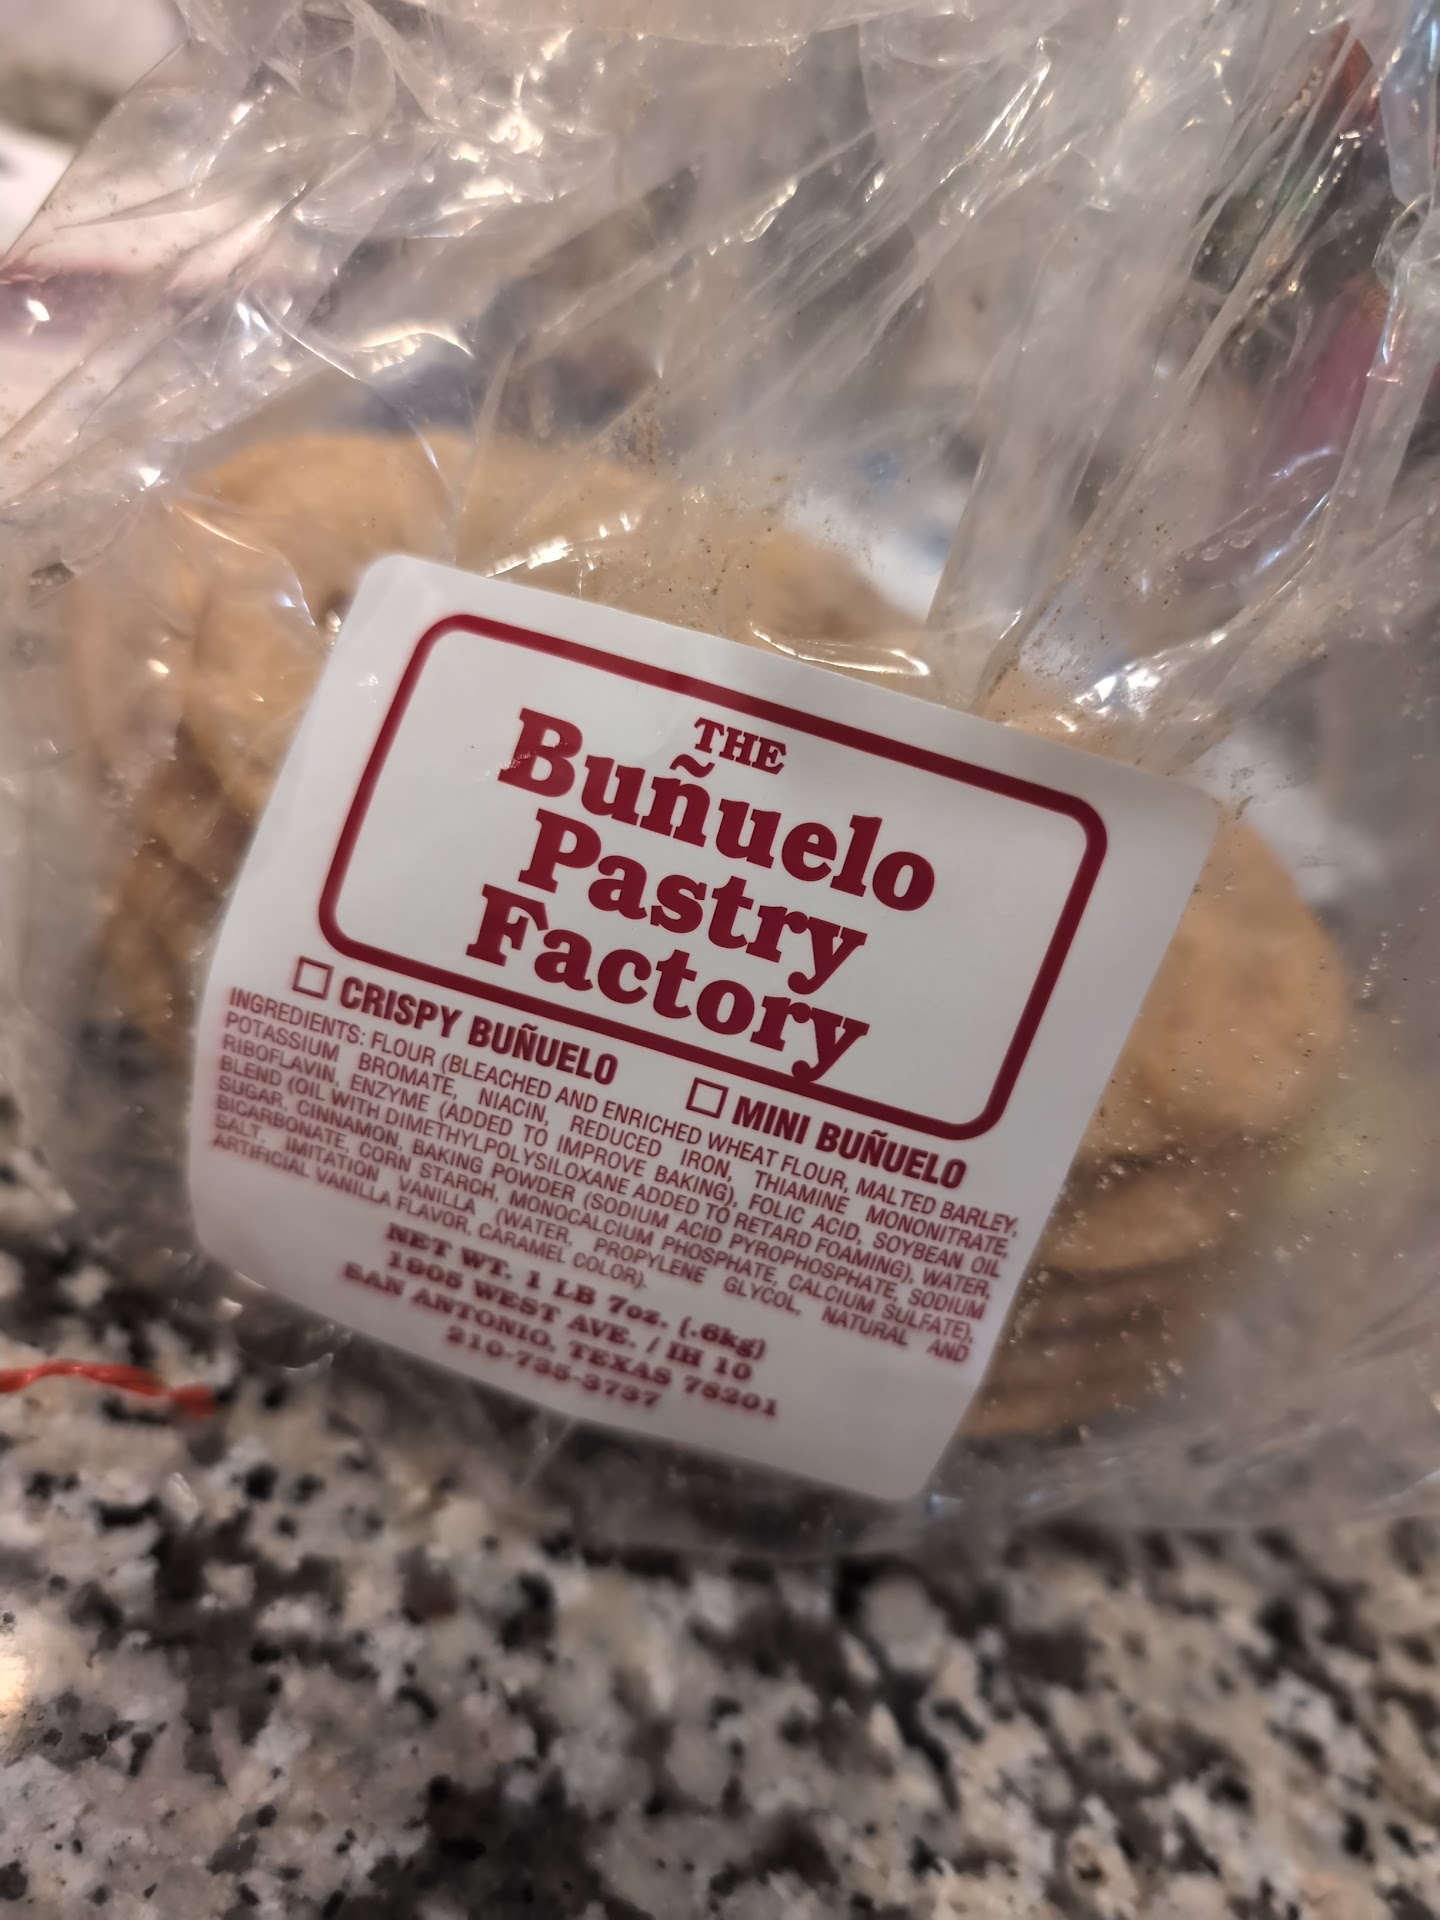 THE
Buñuelo
Pastry
Factory
☐ CRISPY BUÑUELO ☐ MINI BUÑUELO
INGREDIENTS: FLOUR (BLEACHED AND ENRICHED WHEAT FLOUR, MALTED BARLEY,
POTASSIUM BROMATE, NIACIN, REDUCED IRON, THIAMINE MONONITRATE,
RIBOFLAVIN, ENZYME (ADDED TO IMPROVE BAKING), FOLIC ACID, SOYBEAN OIL
BLEND (OIL WITH DIMETHYLPOLYSILOXANE ADDED TO RETARD FOAMING), WATER,
SUGAR, CINNAMON, BAKING POWDER (SODIUM ACID PYROPHOSPHATE, SODIUM
BICARBONATE, CORN STARCH, MONOCALCIUM PHOSPHATE, CALCIUM SULFATE),
SALT, IMITATION VANILLA (WATER, PROPYLENE GLYCOL, NATURAL AND
ARTIFICIAL VANILLA FLAVOR, CARAMEL COLOR).
NET WT. 1 LB 7oz. (.6kg)
1905 WEST AVE. / IH 10
SAN ANTONIO, TEXAS 78201
210-735-3737